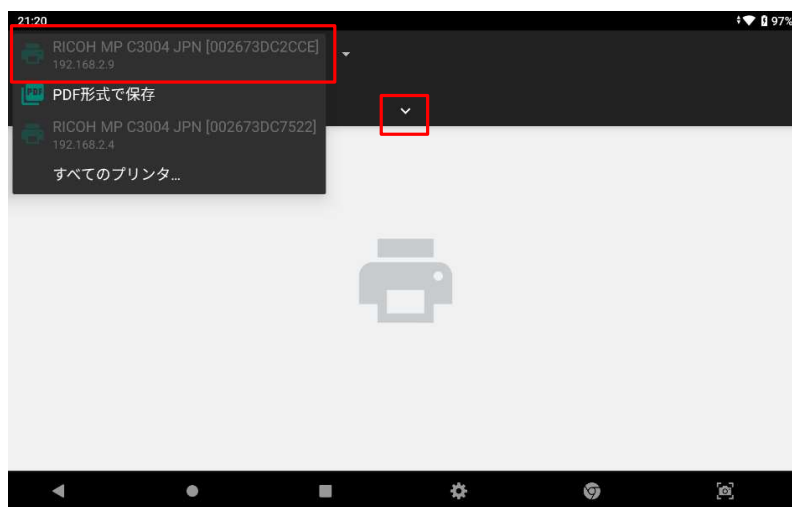 21:20
97%
RICOH MP C3004 JPN [002673DC2CCE]
192.168.2.9
PDF形式で保存
RICOH MP C3004 JPN [002673DC7522]
192.168.2.4
すべてのプリンタ...